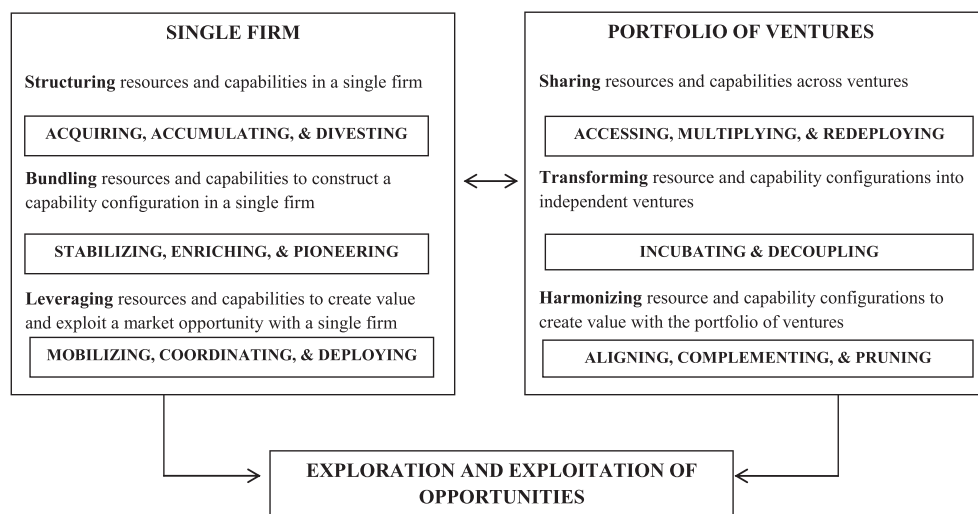 SINGLE FIRM
Structuring resources and capabilities in a single firm
ACQUIRING, ACCUMULATING, & DIVESTING
Bundling resources and capabilities to construct a
capability configuration in a single firm
STABILIZING, ENRICHING, & PIONEERING
Leveraging resources and capabilities to create value
and exploit a market opportunity with a single firm
MOBILIZING, COORDINATING, & DEPLOYING
PORTFOLIO OF VENTURES
Sharing resources and capabilities across ventures
ACCESSING, MULTIPLYING, & REDEPLOYING
Transforming resource and capability configurations into
independent ventures
INCUBATING & DECOUPLING
Harmonizing resource and capability configurations to
create value with the portfolio of ventures
ALIGNING, COMPLEMENTING, & PRUNING
EXPLORATION AND EXPLOITATION OF
OPPORTUNITIES